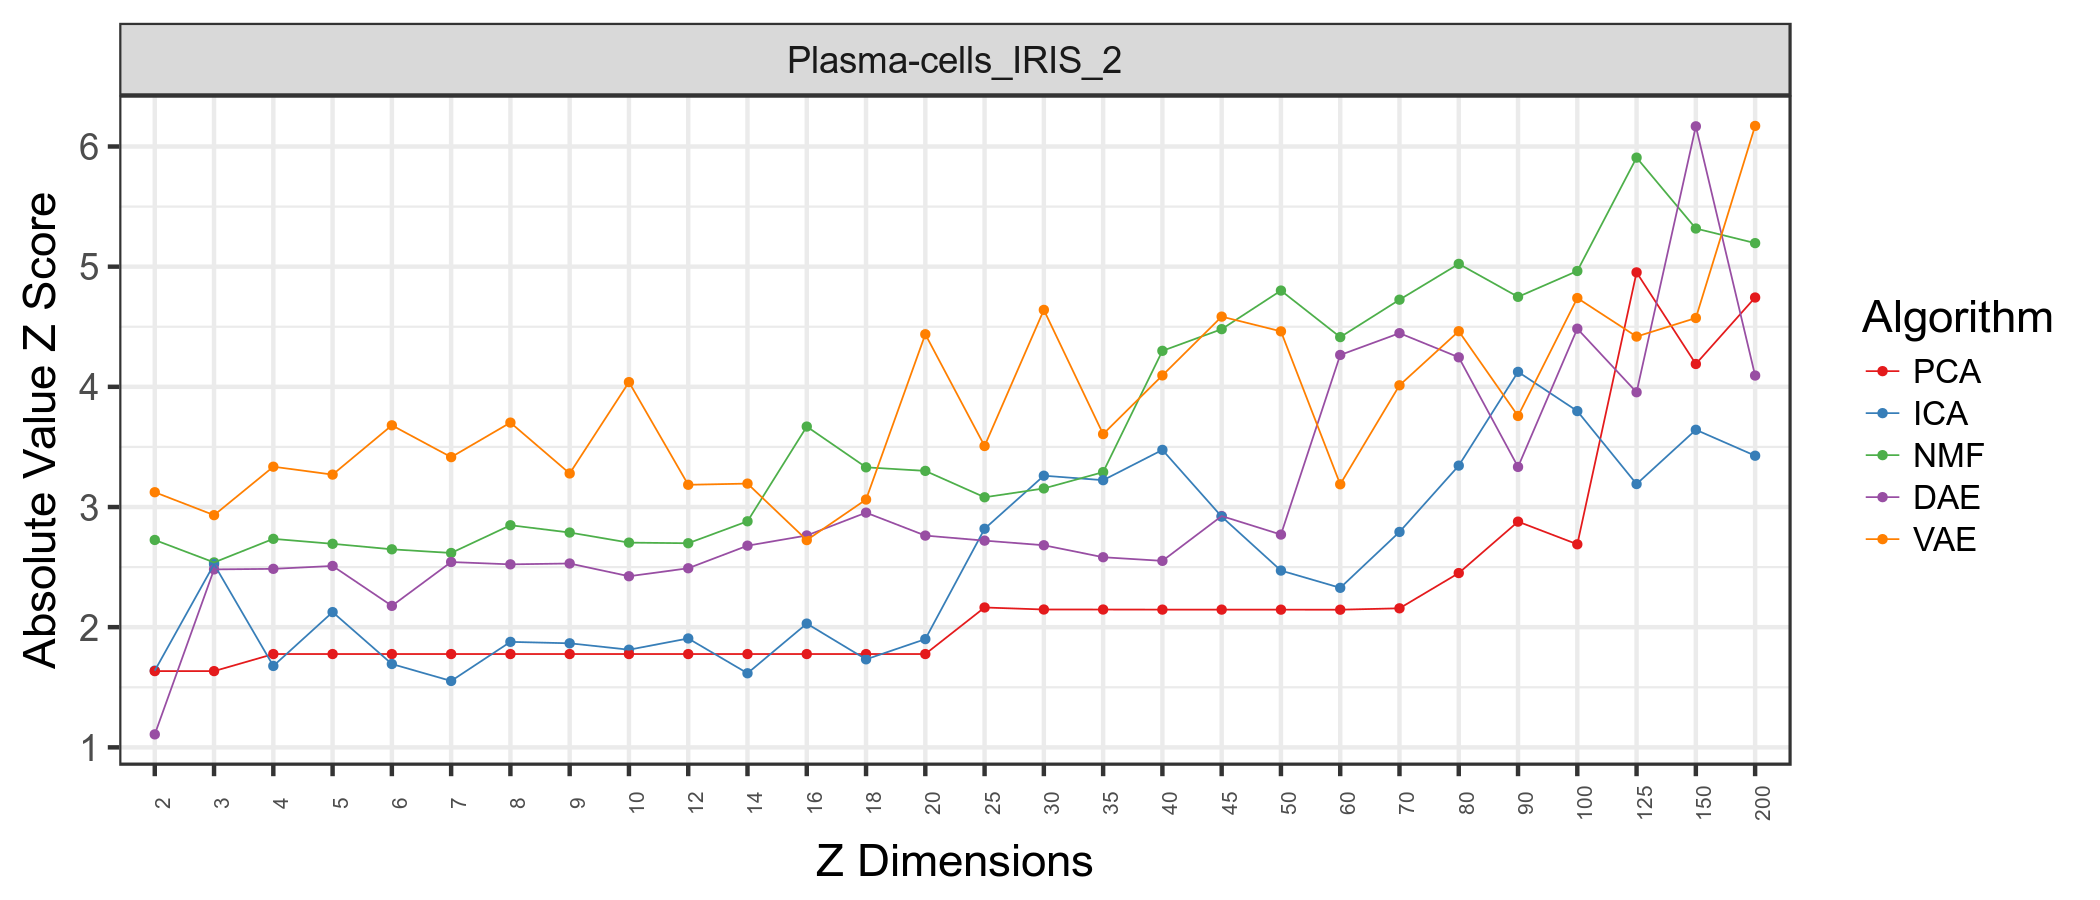 Plasma-cells_IRIS_2
Absolute Value Z Score
6
5
4
3
2
1
2 3 4 5 6 7 8 9 10 12 14 16 18 20 25 30 35 40 45 50 60 70 80 90 100 125 150 200
Z Dimensions
Algorithm
PCA
ICA
NMF
DAE
VAE